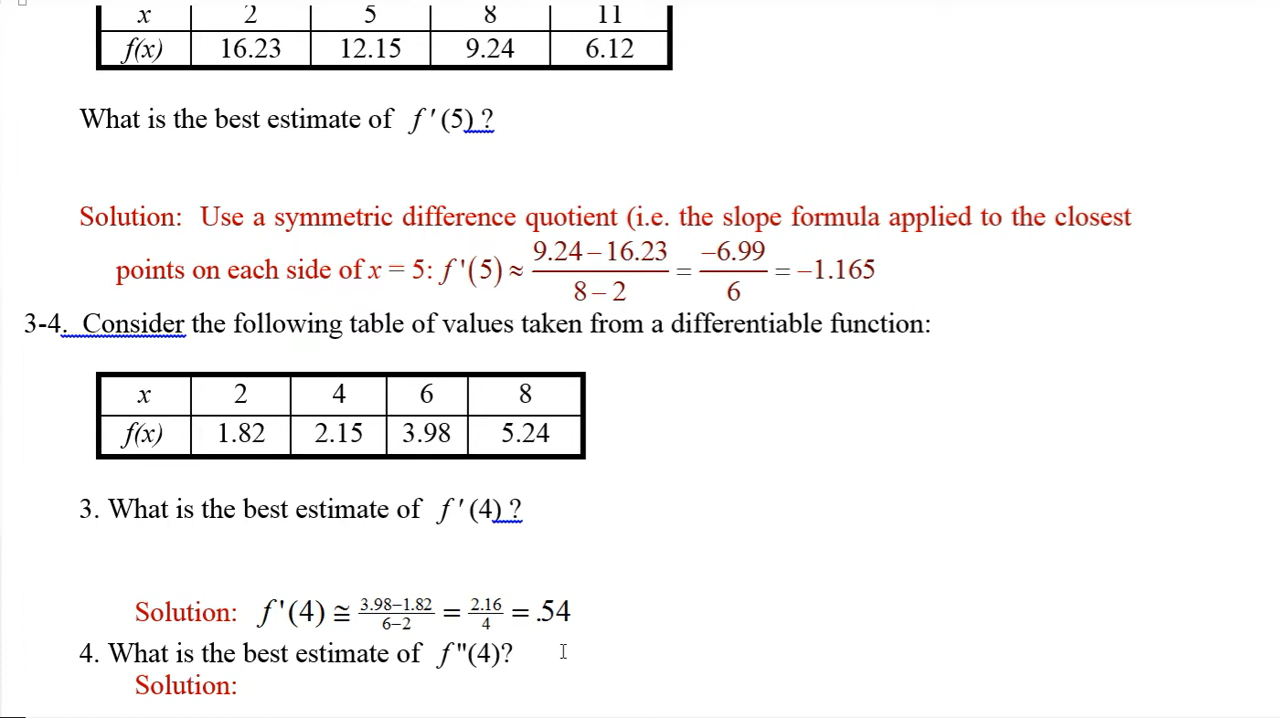 x 2 5 8 11
f(x) 16.23 12.15 9.24 6.12
What is the best estimate of f'(5)?
Solution: Use a symmetric difference quotient (i.e. the slope formula applied to the closest
points on each side of x = 5: f'(5) ≈ (9.24 – 16.23)/(8 – 2) = –6.99/6 = –1.165
3-4. Consider the following table of values taken from a differentiable function:
x 2 4 6 8
f(x) 1.82 2.15 3.98 5.24
3. What is the best estimate of f'(4)?
Solution: f'(4) ≅ (3.98–1.82)/(6–2) = 2.16/4 = .54
4. What is the best estimate of f"(4)?
Solution: